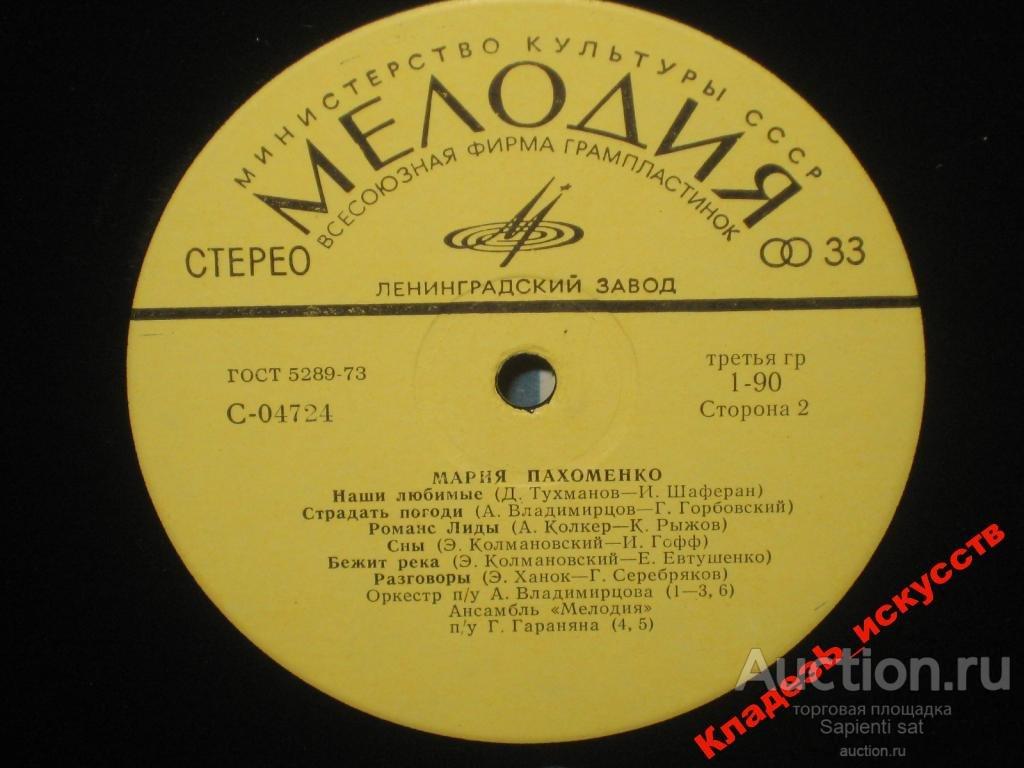 МИНИСТЕРСТВО КУЛЬТУРЫ СССР
МЕЛОДИЯ
ВСЕСОЮЗНАЯ ФИРМА ГРАМПЛАСТИНОК
СТЕРЕО
33
ЛЕНИНГРАДСКИЙ ЗАВОД
ГОСТ 5289-73
С-04724
третья гр
1-90
Сторона 2
МАРИЯ ПАХОМЕНКО
Наши любимые (Д. Тухманов—И. Шаферан)
Страдать погоди (А. Владимирцов—Г. Горбовский)
Романс Лиды (А. Колкер—К. Рыжов)
Сны (Э. Колмановский—И. Гофф)
Бежит река (Э. Колмановский—Е. Евтушенко)
Разговоры (Э. Ханок—Г. Серебряков)
Оркестр п/у А. Владимирцова (1—3, 6)
Ансамбль «Мелодия»
п/у Г. Гараняна (4, 5)
Кладезь_искусств
Auction.ru
торговая площадка
Sapienti sat
auction.ru